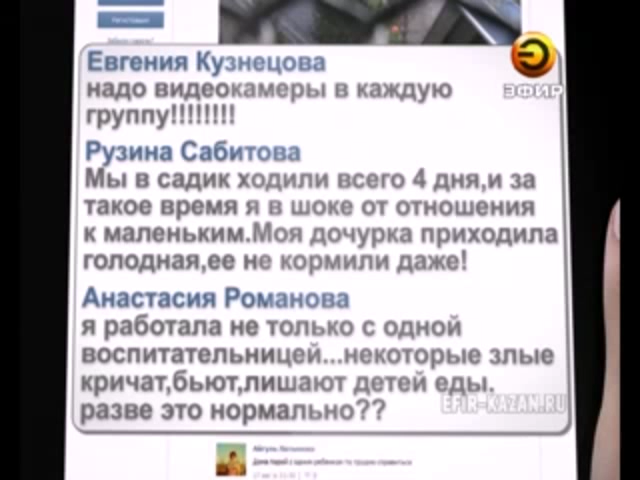 Регистрация
Евгения Кузнецова
надо видеокамеры в каждую
группу!!!!!!!!
ЭФИР
Рузина Сабитова
Мы в садик ходили всего 4 дня,и за
такое время я в шоке от отношения
к маленьким.Моя дочурка приходила
голодная,ее не кормили даже!
Анастасия Романова
я работала не только с одной
воспитательницей...некоторые злые
кричат,бьют,лишают детей еды.
разве это нормально??
EFIR-KAZAN.RU